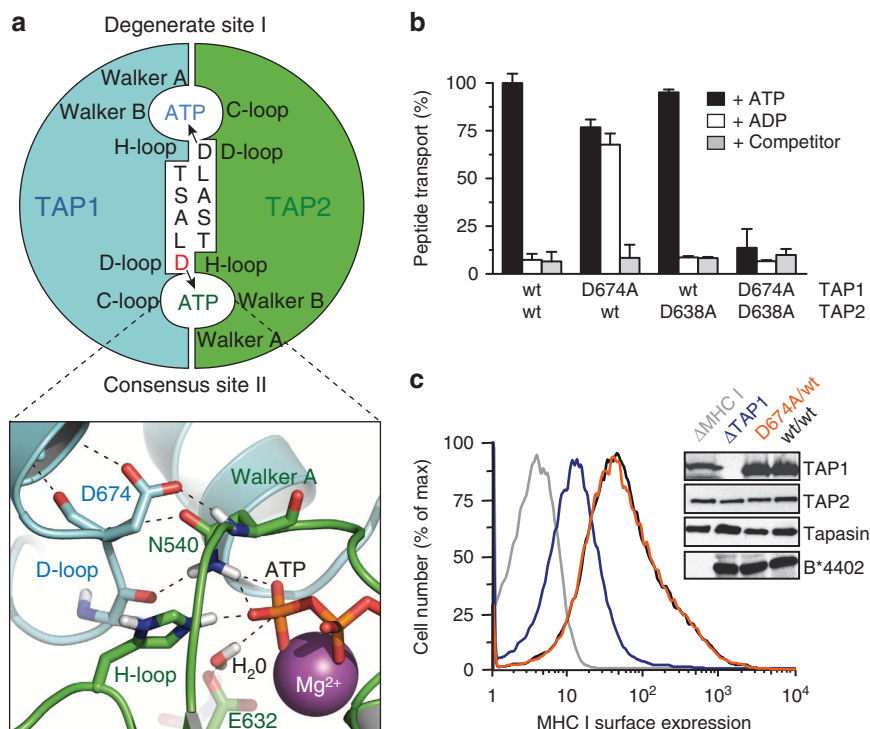 a
Degenerate site I
Walker A
Walker B
ATP
C-loop
H-loop
D-loop
TAP1
T
S
A
L
D
D
L
A
S
T
TAP2
D-loop
H-loop
C-loop
ATP
Walker B
Walker A
Consensus site II
D674
Walker A
N540
D-loop
ATP
H-loop
H₂0
Mg²⁺
E632
b
Peptide transport (%)
100
75
50
25
0
+ ATP
+ ADP
+ Competitor
wt D674A wt D674A TAP1
wt wt D638A D638A TAP2
c
Cell number (% of max)
100
75
50
25
0
1 10 10² 10³ 10⁴
MHC I surface expression
ΔMHC I
ΔTAP1
D674A/wt
wt/wt
TAP1
TAP2
Tapasin
B*4402